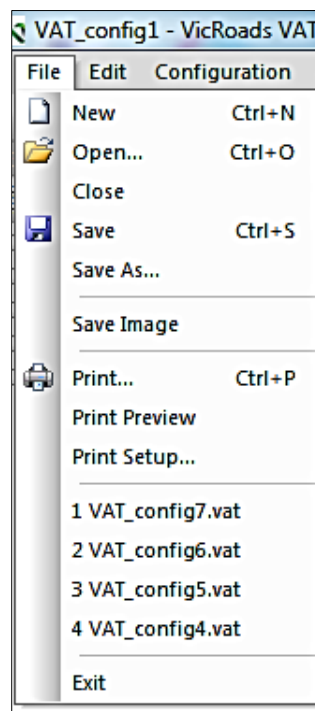 VAT_config1 - VicRoads VAT
File Edit Configuration
New Ctrl+N
Open... Ctrl+O
Close
Save Ctrl+S
Save As...
Save Image
Print... Ctrl+P
Print Preview
Print Setup...
1 VAT_config7.vat
2 VAT_config6.vat
3 VAT_config5.vat
4 VAT_config4.vat
Exit